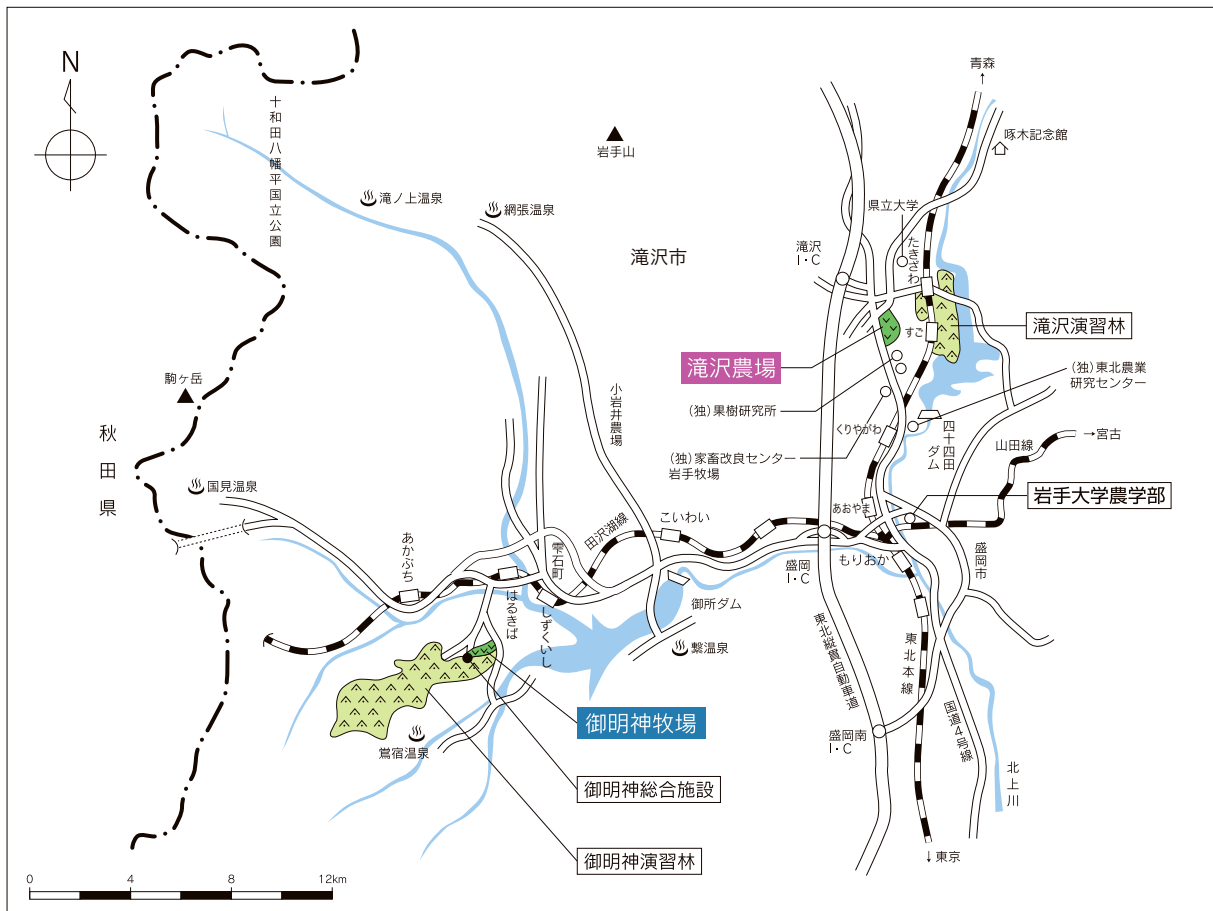 N
十和田八幡平国立公園
滝ノ上温泉
網張温泉
岩手山
滝沢市
青森
↑
啄木記念館
県立大学
たきざわ
滝沢
I・C
すご
滝沢演習林
滝沢農場
(独)東北農業
研究センター
(独)果樹研究所
くりやがわ
四十四田
ダム
山田線
→宮古
(独)家畜改良センター
岩手牧場
駒ヶ岳
秋田県
小岩井農場
国見温泉
あおやま
岩手大学農学部
こいわい
田沢湖線
雫石町
あかぶち
はるきば
しずくいし
盛岡
I・C
もりおか
盛岡市
御所ダム
繋温泉
東北縦貫自動車道
東北本線
国道4号線
御明神牧場
盛岡南
I・C
鴬宿温泉
北上川
御明神総合施設
御明神演習林
↓東京
0 4 8 12km